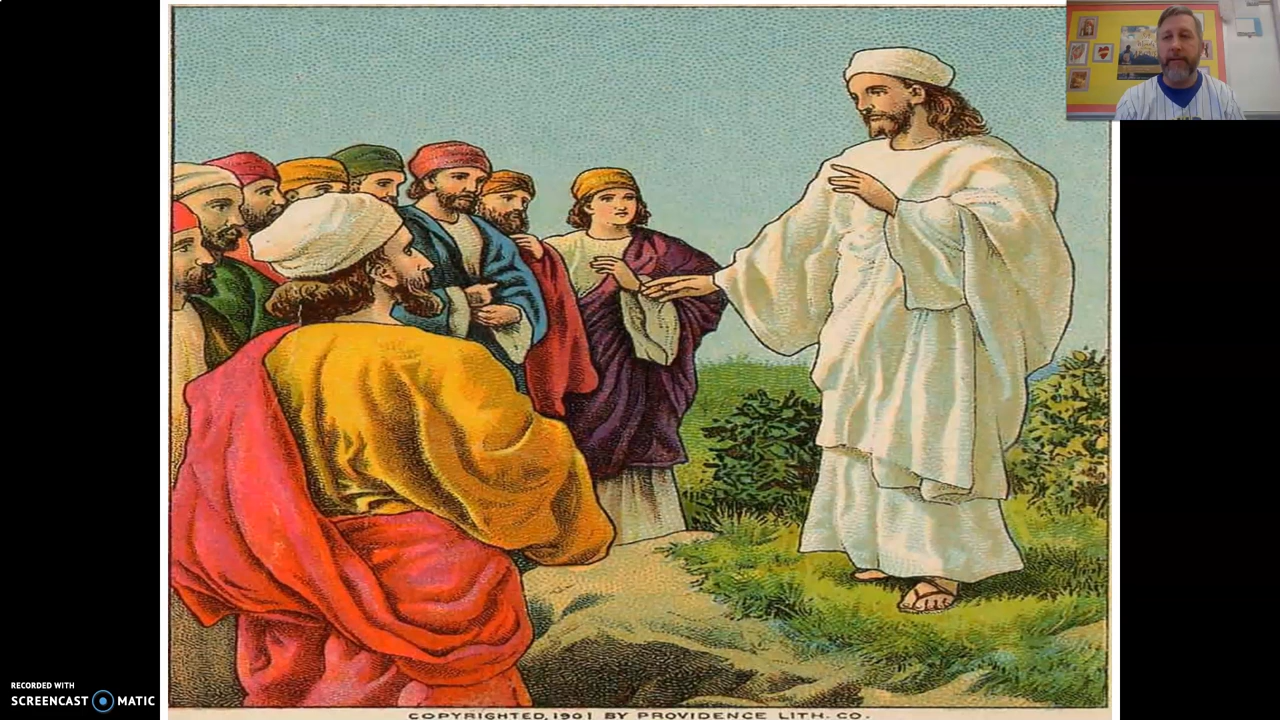 RECORDED WITH
SCREENCAST MATIC
COPYRIGHTED, 1901 BY PROVIDENCE LITH. CO.